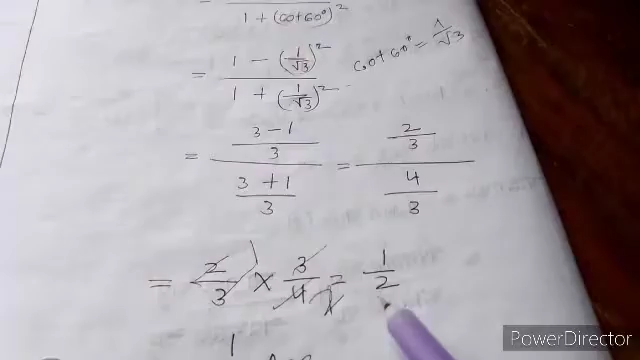 1 + (cot 60°)²
= 1 - (1/√3)² / 1 + (1/√3)² cot 60° = 1/√3
= 3 - 1 / 3 / 3 + 1 / 3 = 2/3 / 4/3
= 2/3 × 3/4 = 1/2
1
PowerDirector